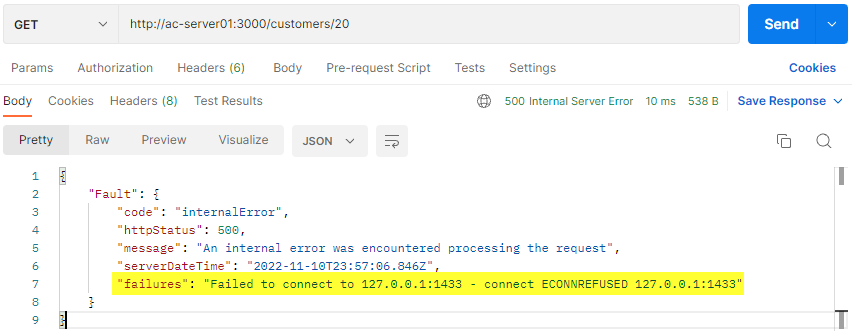 GET http://ac-server01:3000/customers/20 Send
Params Authorization Headers (6) Body Pre-request Script Tests Settings Cookies
Body Cookies Headers (8) Test Results 500 Internal Server Error 10 ms 538 B Save Response
Pretty Raw Preview Visualize JSON
1 {
2 "Fault": {
3 "code": "internalError",
4 "httpStatus": 500,
5 "message": "An internal error was encountered processing the request",
6 "serverDateTime": "2022-11-10T23:57:06.846Z",
7 "failures": "Failed to connect to 127.0.0.1:1433 - connect ECONNREFUSED 127.0.0.1:1433"
8 }
9 }